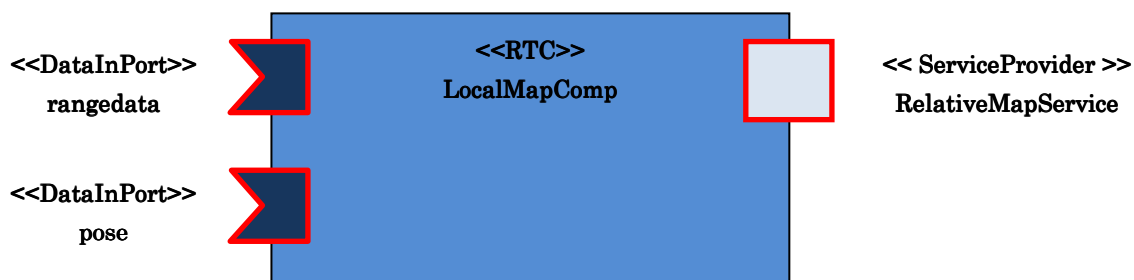 <<DataInPort>>
rangedata
<<RTC>>
LocalMapComp
<< ServiceProvider >>
RelativeMapService
<<DataInPort>>
pose